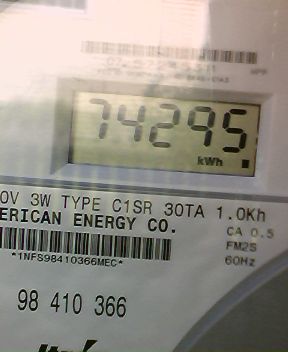 74295
kWh
0V 3W TYPE C1SR 30TA 1.0Kh
ERICAN ENERGY CO.
CA 0.5
FM2S
60Hz
*1NFS98410366MEC*
98 410 366